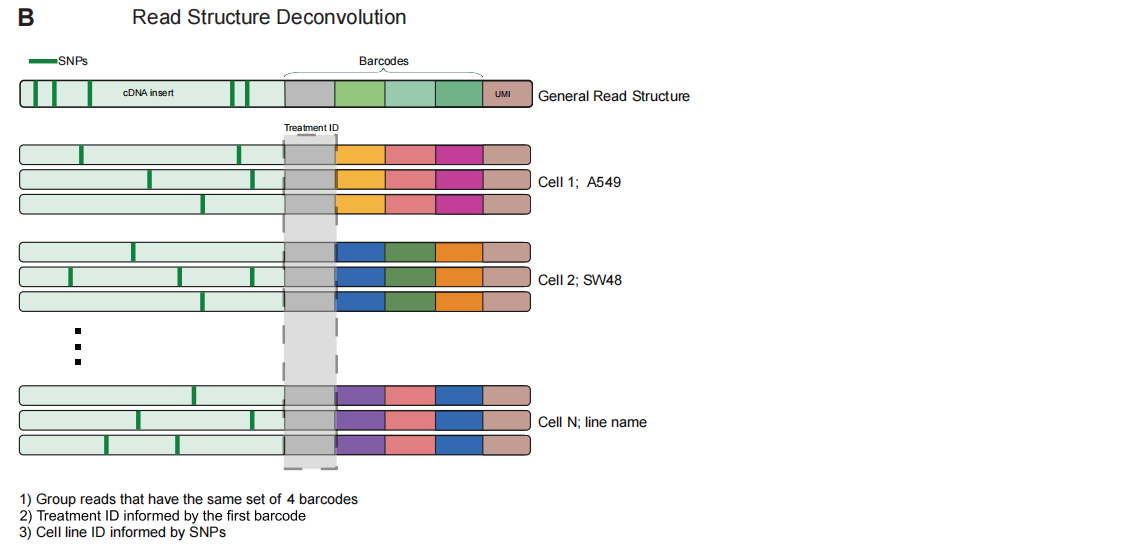 B Read Structure Deconvolution
SNPs
Barcodes
cDNA insert
UMI
General Read Structure
Treatment ID
Cell 1; A549
Cell 2; SW48
Cell N; line name
1) Group reads that have the same set of 4 barcodes
2) Treatment ID informed by the first barcode
3) Cell line ID informed by SNPs